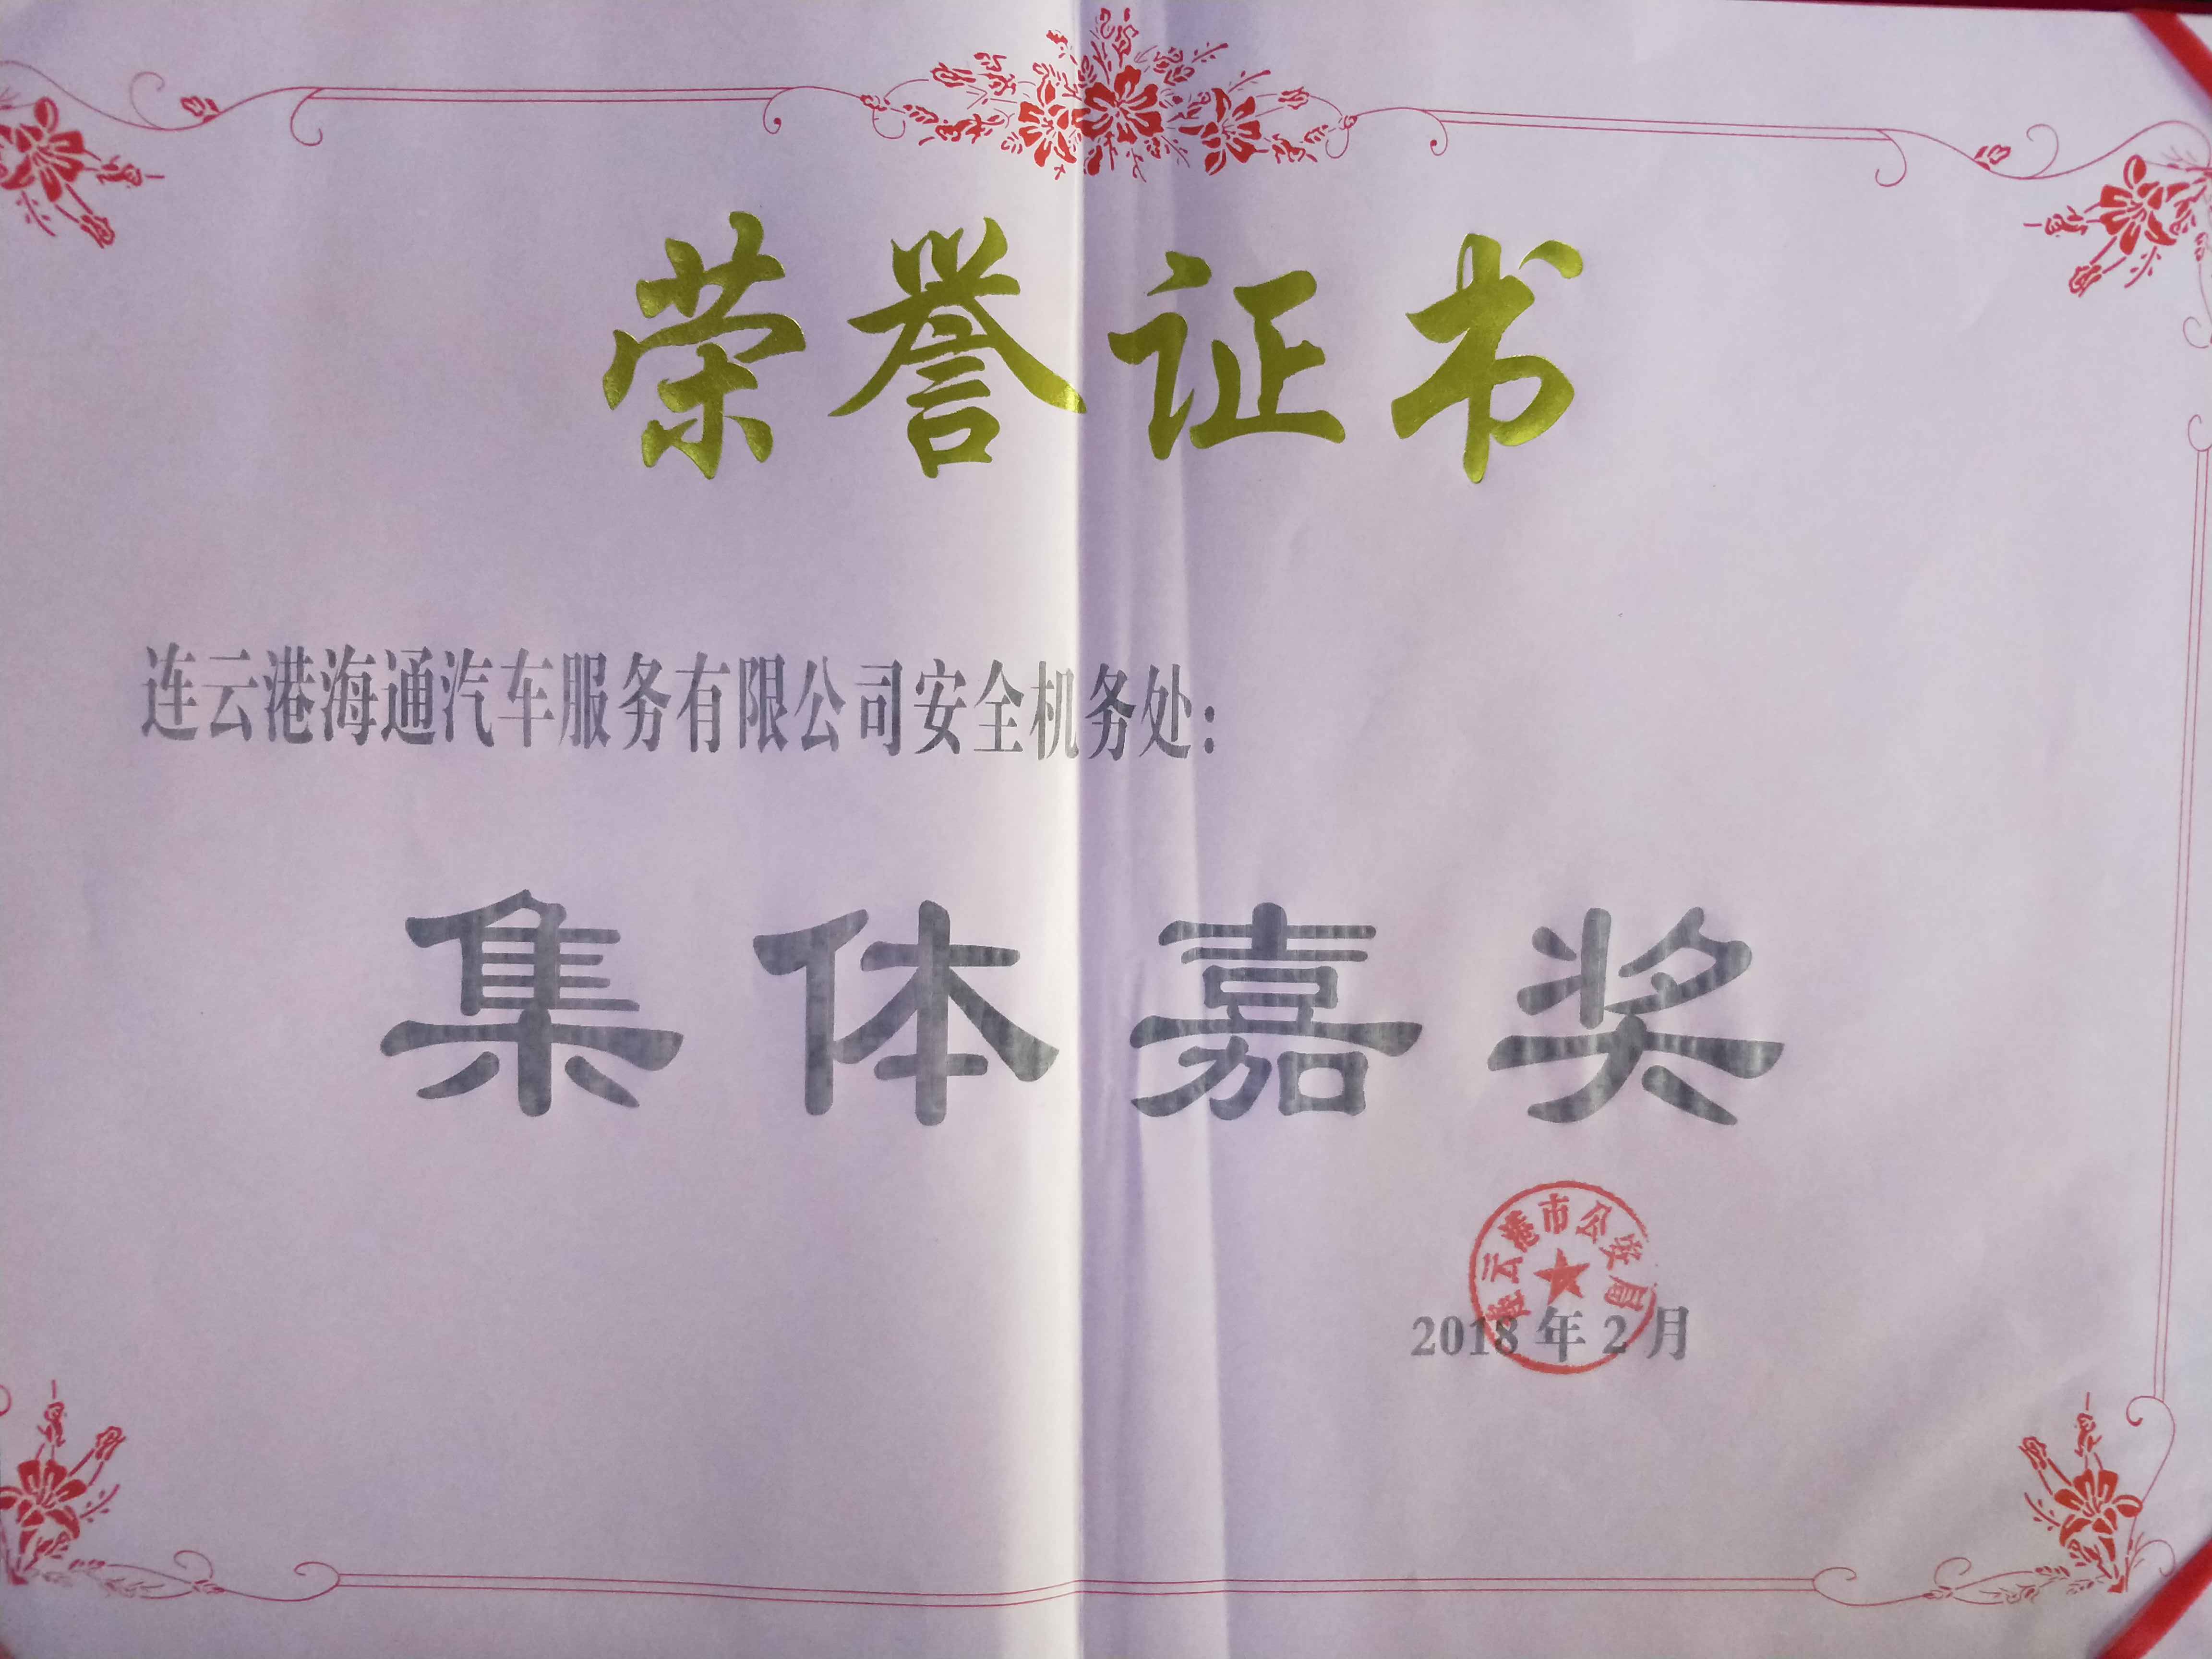 荣誉证书
连云港海通汽车服务有限公司安全机务处：
集体嘉奖
连云港市公安局
2018年2月